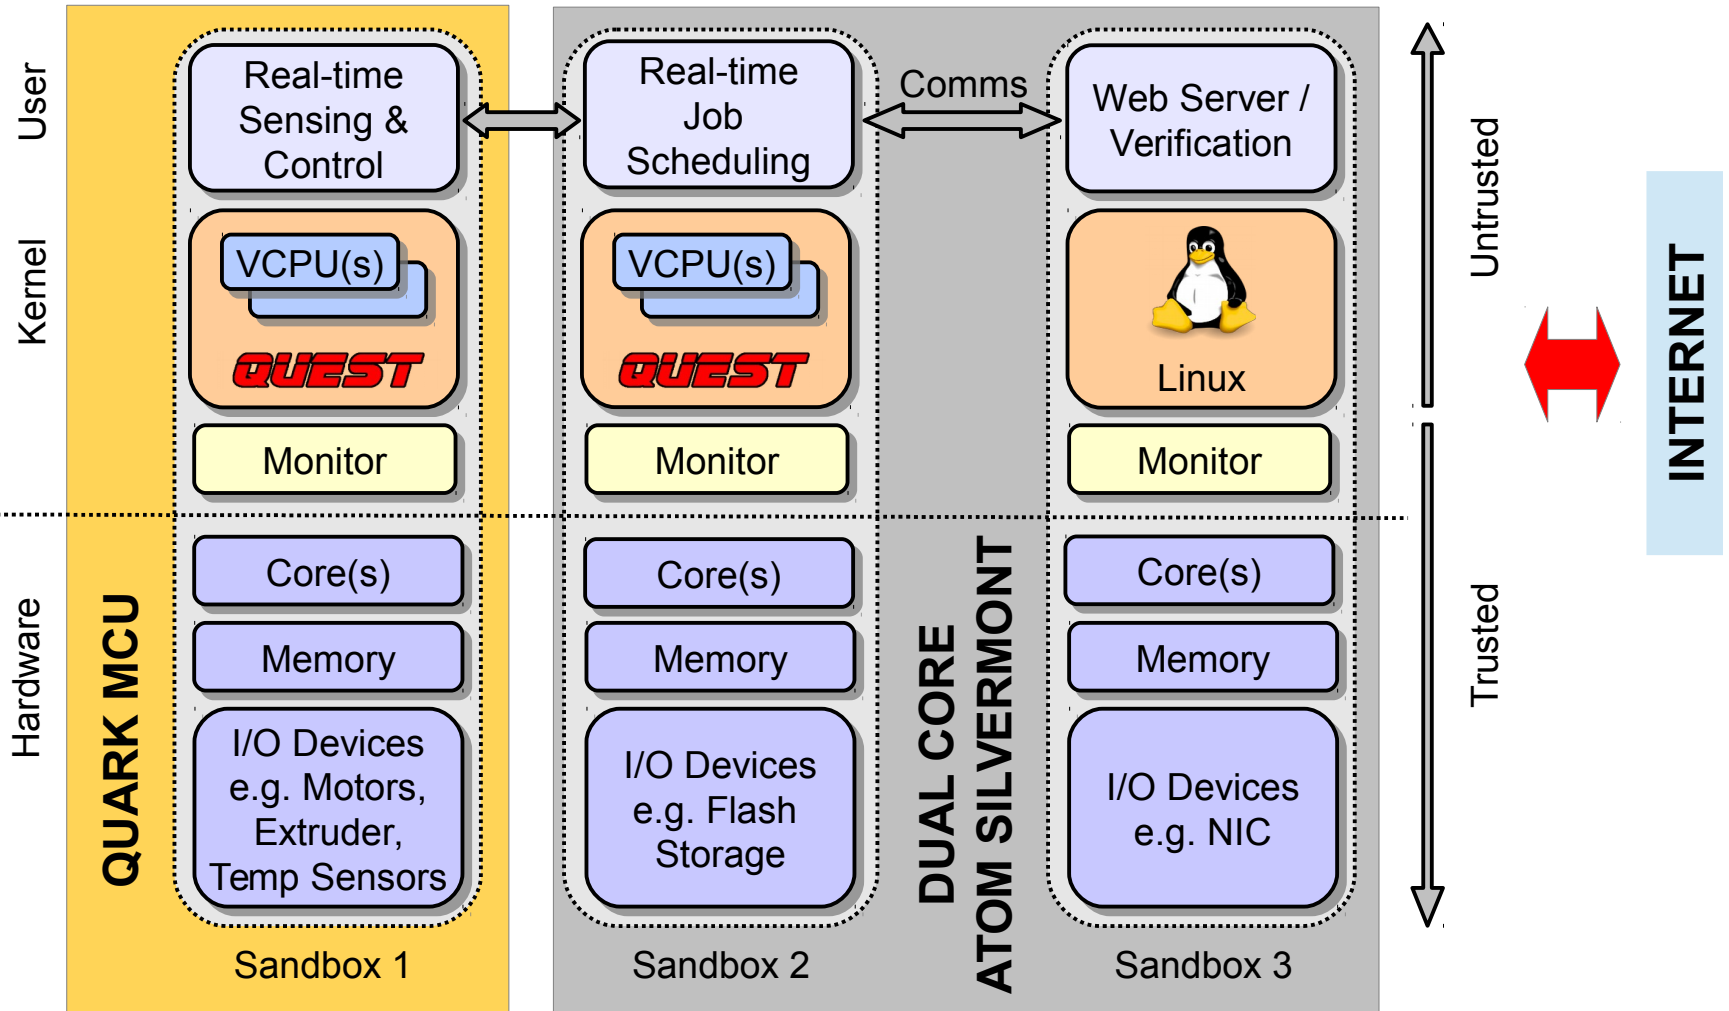 User
Kernel
Hardware
QUARK MCU
Real-time
Sensing &
Control
VCPU(s)
QUEST
Monitor
Core(s)
Memory
I/O Devices
e.g. Motors,
Extruder,
Temp Sensors
Sandbox 1
Real-time
Job
Scheduling
VCPU(s)
QUEST
Monitor
Core(s)
Memory
I/O Devices
e.g. Flash
Storage
Sandbox 2
Comms
DUAL CORE
ATOM SILVERMONT
Web Server /
Verification
Linux
Monitor
Core(s)
Memory
I/O Devices
e.g. NIC
Sandbox 3
Untrusted
Trusted
INTERNET